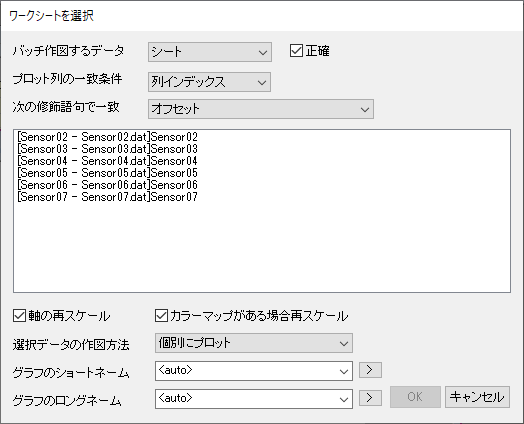 ワークシートを選択
バッチ作図するデータ シート 正確
プロット列の一致条件 列インデックス
次の修飾語句で一致 オフセット
[Sensor02 - Sensor02.dat]Sensor02
[Sensor03 - Sensor03.dat]Sensor03
[Sensor04 - Sensor04.dat]Sensor04
[Sensor05 - Sensor05.dat]Sensor05
[Sensor06 - Sensor06.dat]Sensor06
[Sensor07 - Sensor07.dat]Sensor07
軸の再スケール カラーマップがある場合再スケール
選択データの作図方法 個別にプロット
グラフのショートネーム <auto> >
グラフのロングネーム <auto> > OK キャンセル